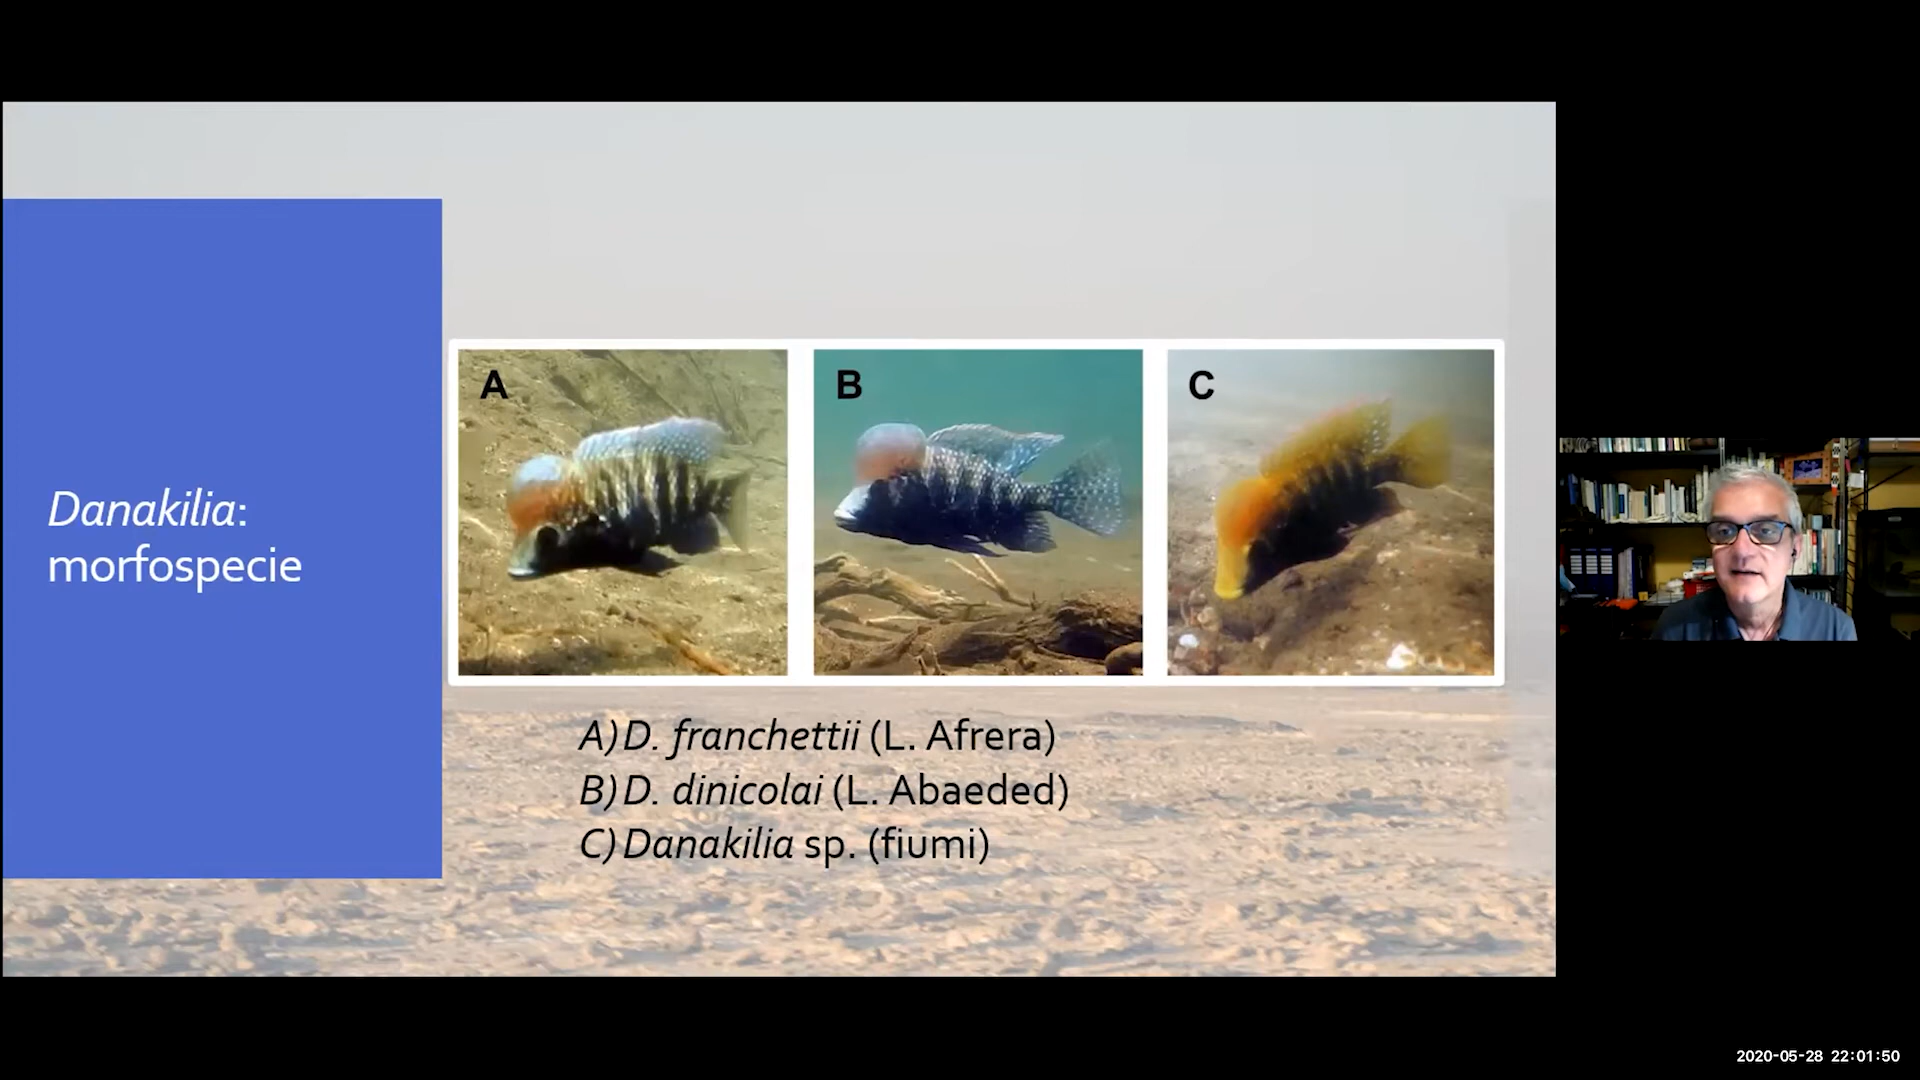 Danakilia:
morfospecie
A
B
C
A) D. franchettii (L. Afrera)
B) D. dinicolai (L. Abaeded)
C) Danakilia sp. (fiumi)
2020-05-28 22:01:50